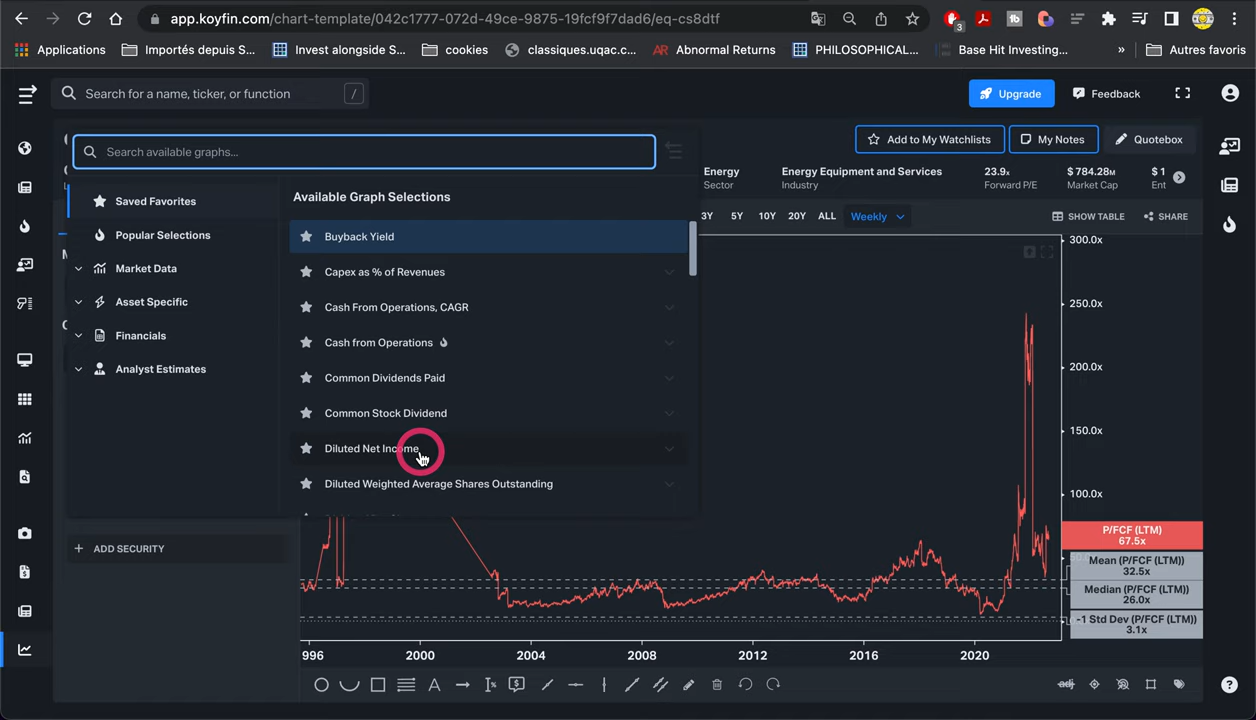 app.koyfin.com/chart-template/042c1777-072d-49ce-9875-19fcf9f7dad6/eq-cs8dtf
3
Applications
Importés depuis S...
Invest alongside S...
cookies
classiques.uqac.c...
AR Abnormal Returns
PHILOSOPHICAL...
Base Hit Investing...
»
Autres favoris
Search for a name, ticker, or function
/
Upgrade
Feedback
Search available graphs...
Add to My Watchlists
My Notes
Quotebox
Energy
Sector
Energy Equipment and Services
Industry
23.9x
Forward P/E
$ 784.28M
Market Cap
$ 1
Ent
3Y
5Y
10Y
20Y
ALL
Weekly
SHOW TABLE
SHARE
Saved Favorites
Popular Selections
Market Data
Asset Specific
Financials
Analyst Estimates
Available Graph Selections
Buyback Yield
Capex as % of Revenues
Cash From Operations, CAGR
Cash from Operations
Common Dividends Paid
Common Stock Dividend
Diluted Net Income
Diluted Weighted Average Shares Outstanding
+ ADD SECURITY
300.0x
250.0x
200.0x
150.0x
100.0x
P/FCF (LTM)
67.5x
Mean (P/FCF (LTM))
32.5x
Median (P/FCF (LTM))
26.0x
-1 Std Dev (P/FCF (LTM))
3.1x
996
2000
2004
2008
2012
2016
2020
A
adj
?